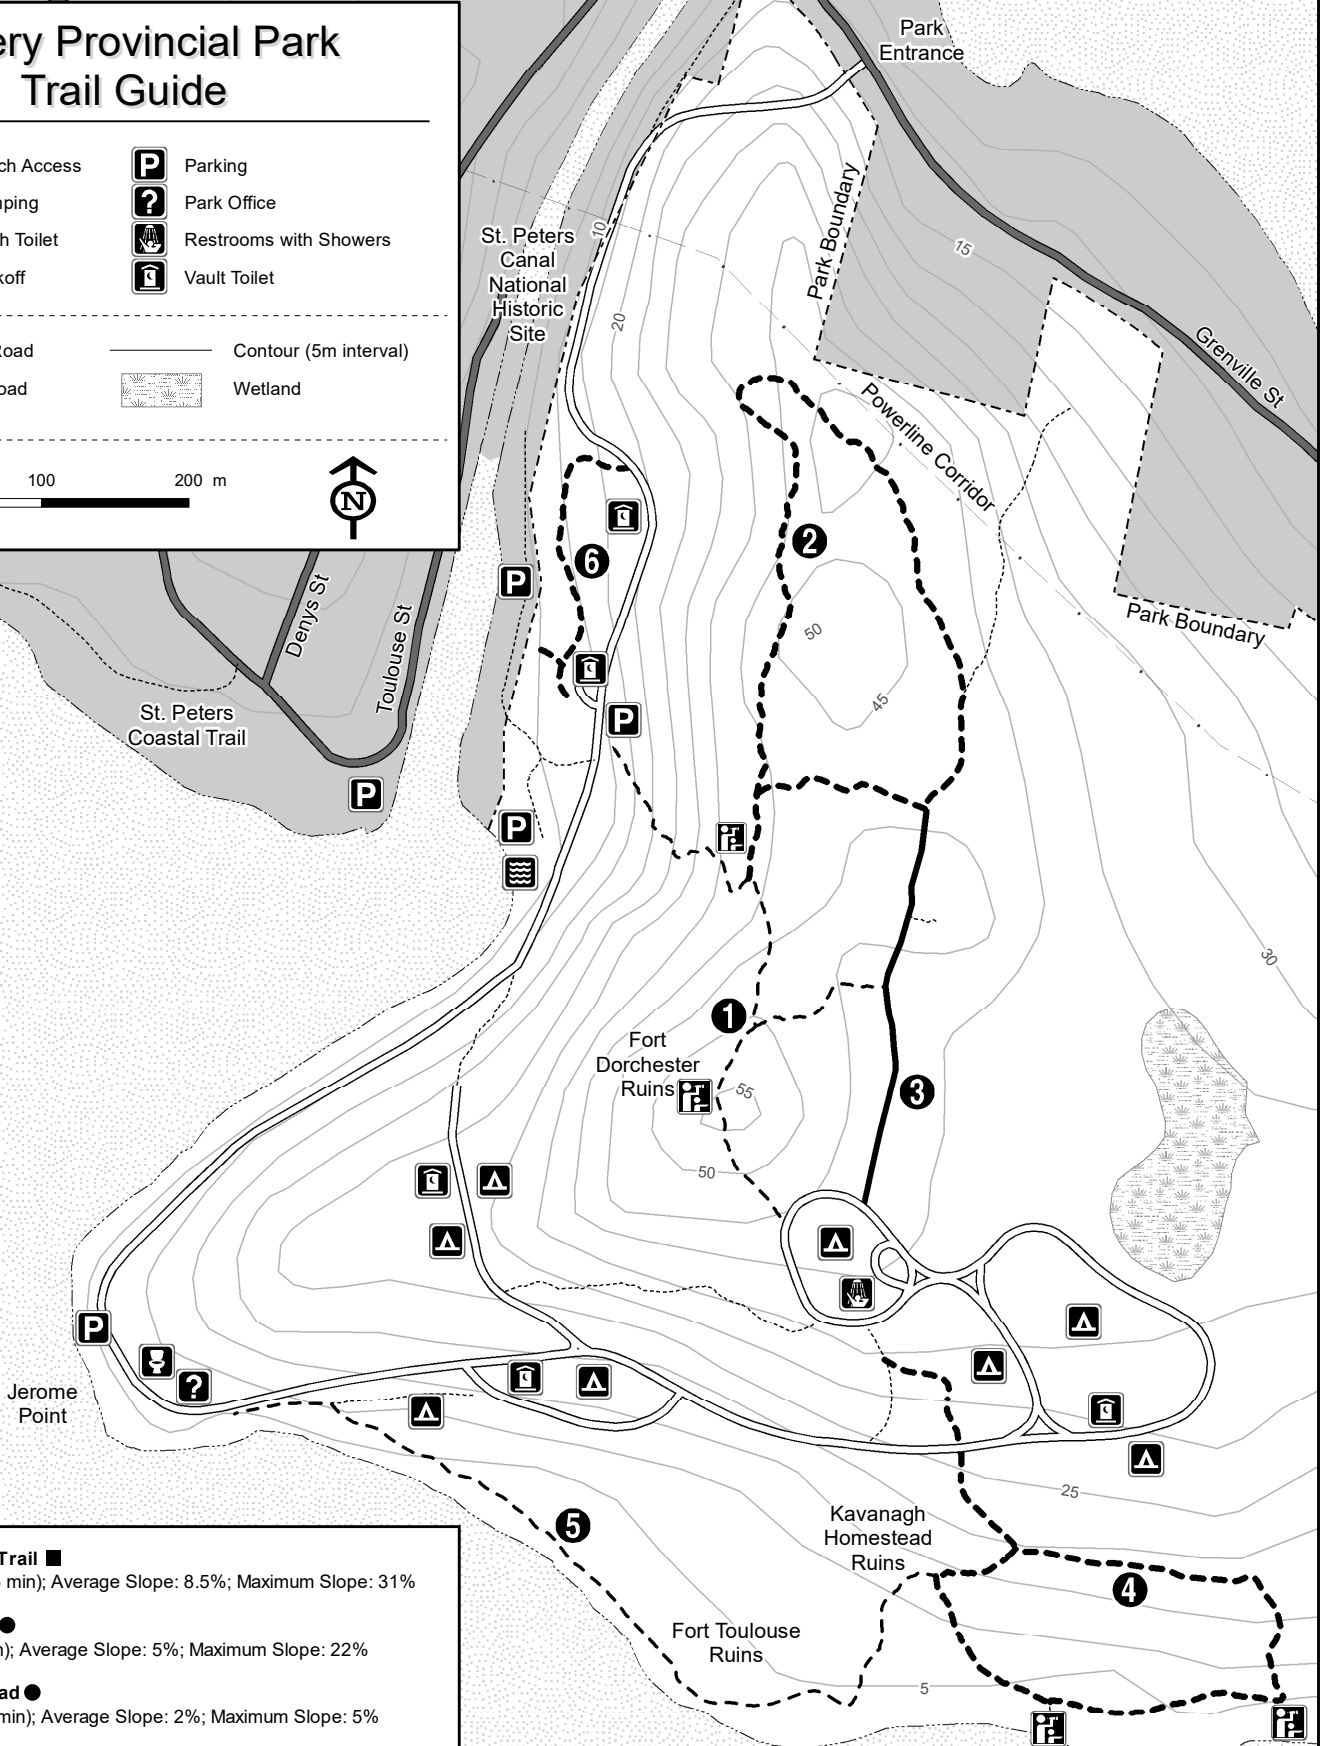 ery Provincial Park
Trail Guide
ch Access
Parking
nping
Park Office
h Toilet
Restrooms with Showers
koff
Vault Toilet
Road
Contour (5m interval)
oad
Wetland
100
200 m
N
Park
Entrance
Park Boundary
St. Peters
Canal
National
Historic
Site
10
20
15
Grenville St
Powerline Corridor
2
6
50
45
Park Boundary
Denys St
Toulouse St
St. Peters
Coastal Trail
30
1
Fort
Dorchester
Ruins
55
50
3
Jerome
Point
25
Kavanagh
Homestead
Ruins
5
4
Fort Toulouse
Ruins
5
Trail
min); Average Slope: 8.5%; Maximum Slope: 31%
n); Average Slope: 5%; Maximum Slope: 22%
ad
min); Average Slope: 2%; Maximum Slope: 5%
P
P
P
P
P
P
?
?